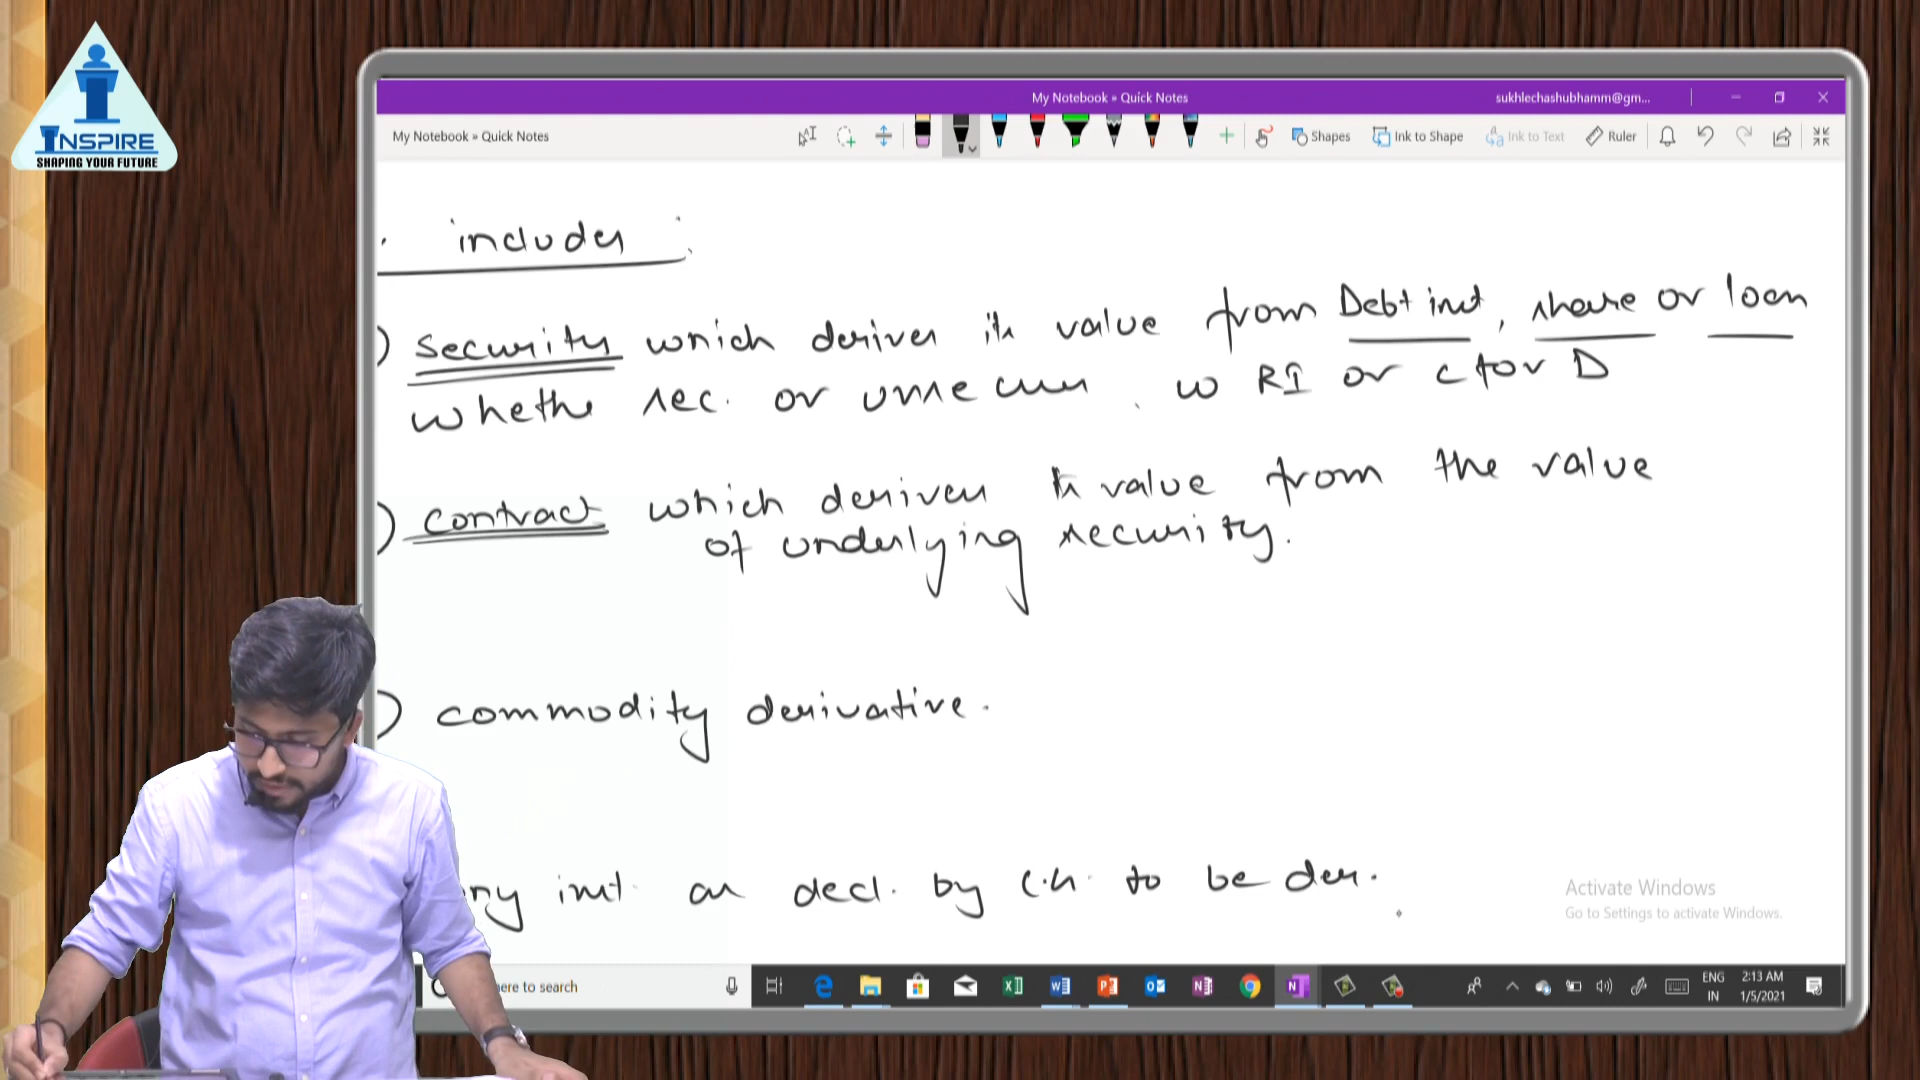 INSPIRE
SHAPING YOUR FUTURE
My Notebook » Quick Notes
sukhlechashubhamm@gm...
My Notebook » Quick Notes
Shapes
Ink to Shape
Ink to Text
Ruler
includes :
) security which derives its value from Debt inst, share or loan
whethe sec. or unsecur w RI or C for D
) contract which derives its value from the value
of underlying security.
) commodity derivative.
ny inst. as decl. by C.G. to be der.
Activate Windows
Go to Settings to activate Windows.
ere to search
ENG
IN
2:13 AM
1/5/2021